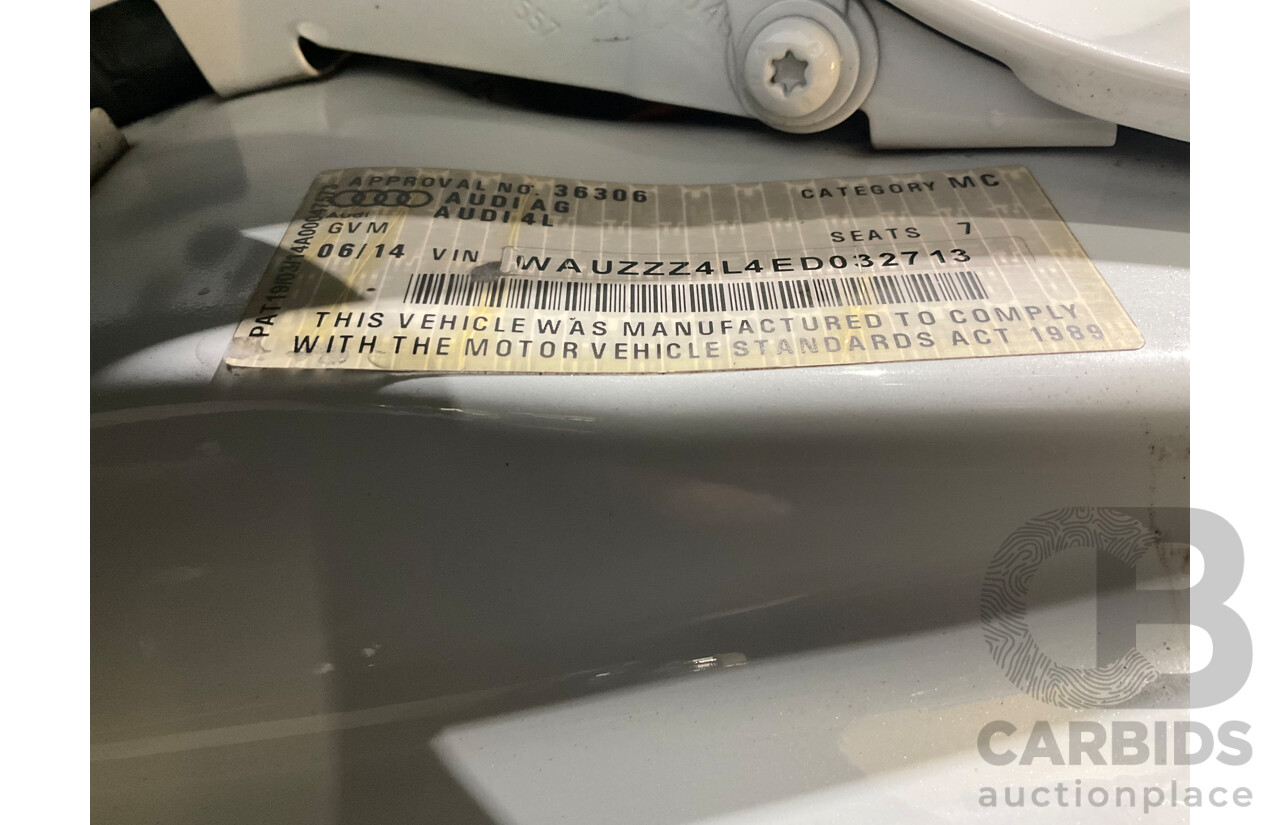 APPROVAL NO. 36306
CATEGORY MC
Audi
AUDI AG
AUDI 4L
GVM
SEATS 7
06/14 VIN WAUZZZ4L4ED032713
THIS VEHICLE WAS MANUFACTURED TO COMPLY
WITH THE MOTOR VEHICLE STANDARDS ACT 1989
CARBIDS
auctionplace